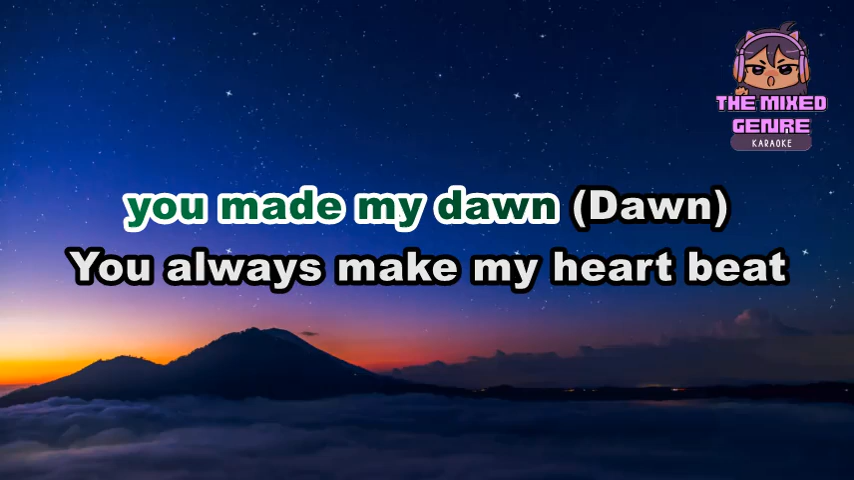 THE MIXED
GENRE
KARAOKE
you made my dawn (Dawn)
You always make my heart beat